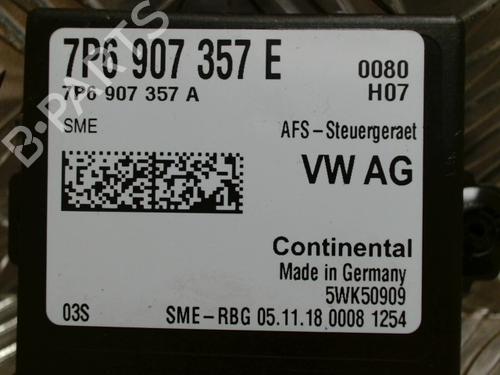 7P6 907 357 E
0080
7P6 907 357 A
H07
SME
AFS-Steuergeraet
VW AG
Continental
Made in Germany
5WK50909
03S
SME-RBG 05.11.18 0008 1254
B-PARTS